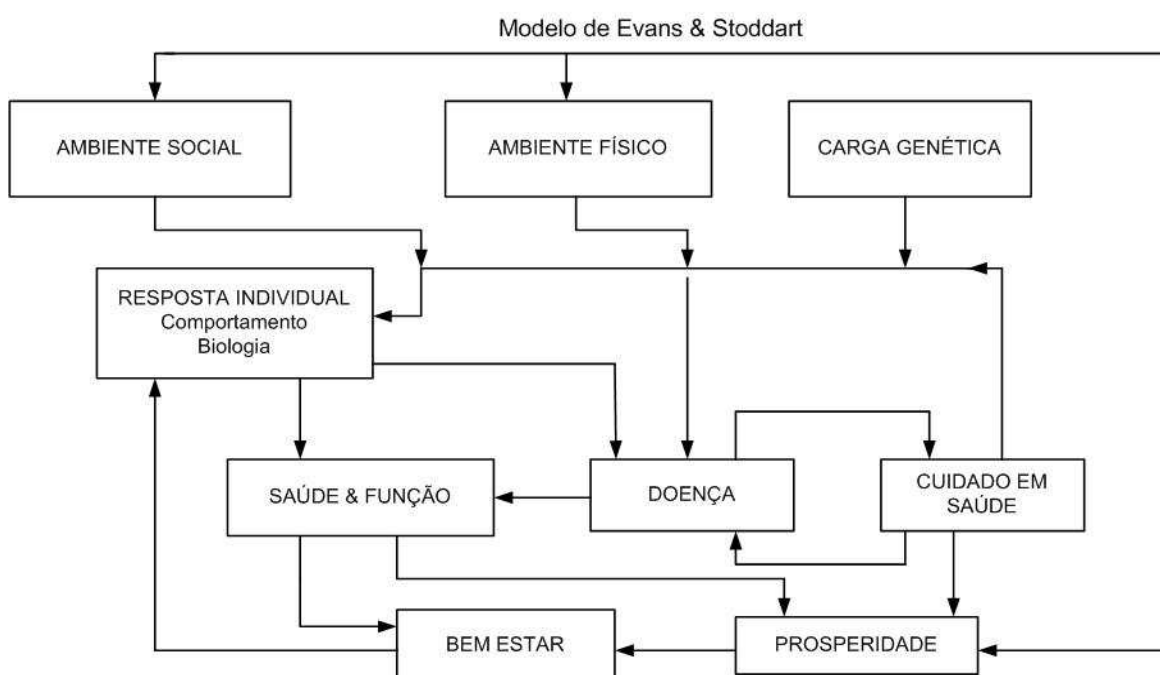 Modelo de Evans & Stoddart
AMBIENTE SOCIAL
AMBIENTE FÍSICO
CARGA GENÉTICA
RESPOSTA INDIVIDUAL
Comportamento
Biologia
SAÚDE & FUNÇÃO
DOENÇA
CUIDADO EM
SAÚDE
BEM ESTAR
PROSPERIDADE